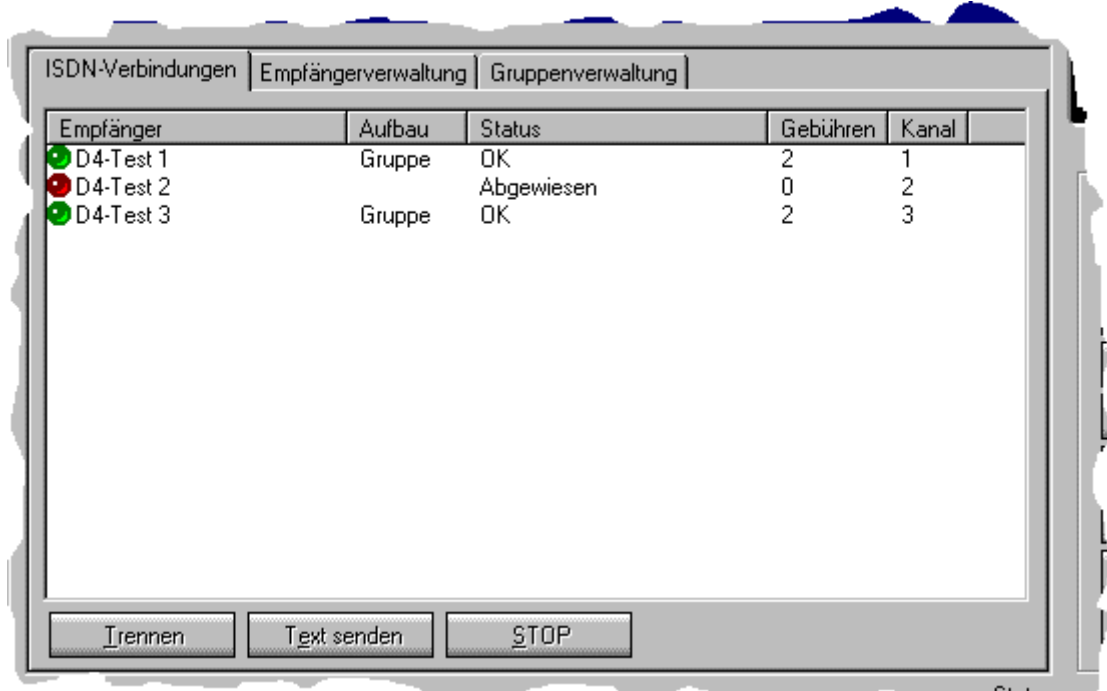 ISDN-Verbindungen Empfängerverwaltung Gruppenverwaltung
Empfänger Aufbau Status Gebühren Kanal
D4-Test 1 Gruppe OK 2 1
D4-Test 2 Abgewiesen 0 2
D4-Test 3 Gruppe OK 2 3
Trennen Text senden STOP